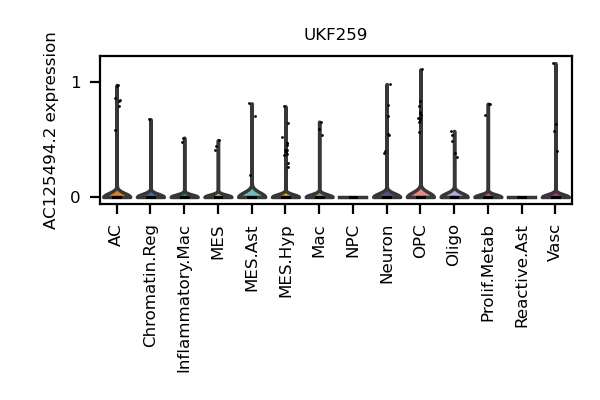 UKF259
AC125494.2 expression
1
0
AC
Chromatin.Reg
Inflammatory.Mac
MES
MES.Ast
MES.Hyp
Mac
NPC
Neuron
OPC
Oligo
Prolif.Metab
Reactive.Ast
Vasc